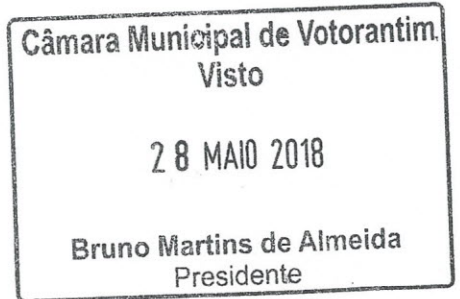 Câmara Municipal de Votorantim
Visto
28 MAIO 2018
Bruno Martins de Almeida
Presidente